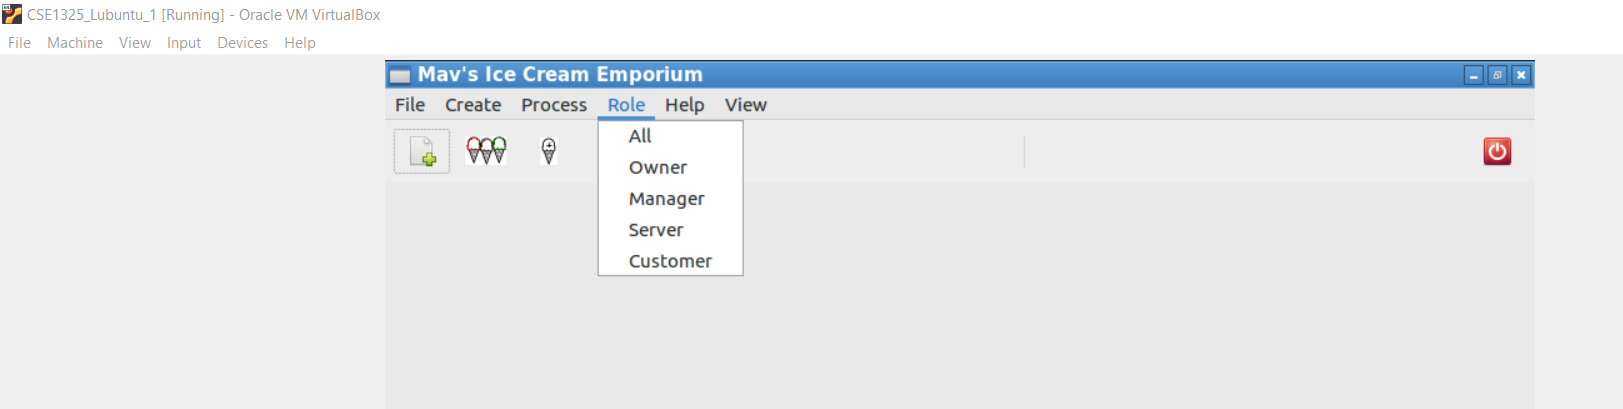 CSE1325_Lubuntu_1 [Running] - Oracle VM VirtualBox
File Machine View Input Devices Help
Mav's Ice Cream Emporium
File Create Process Role Help View
All
Owner
Manager
Server
Customer